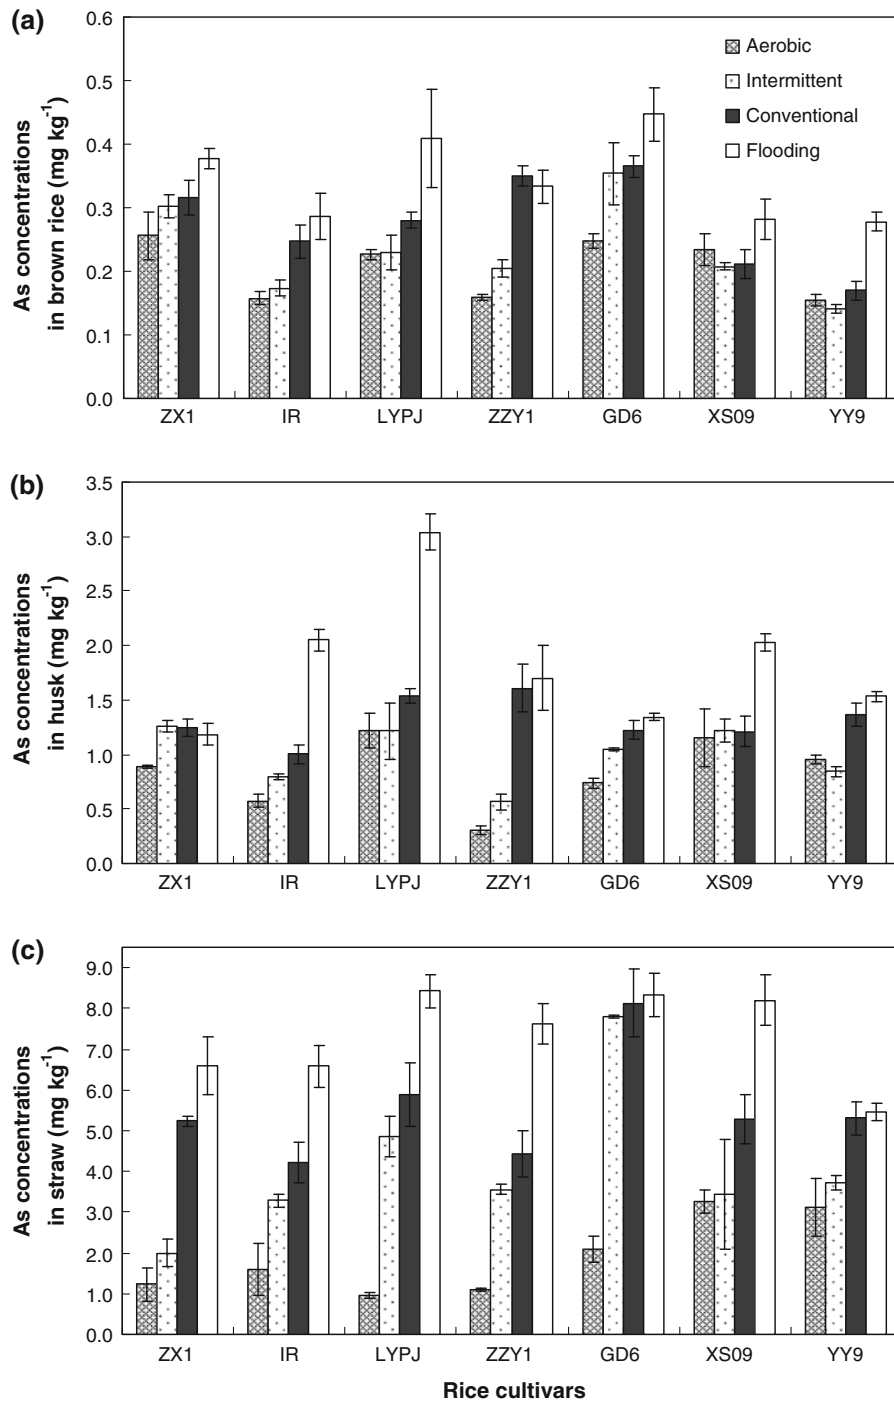 (a)
0.6
0.5
0.4
0.3
0.2
0.1
0.0
As concentrations
in brown rice (mg kg-1)
Aerobic
Intermittent
Conventional
Flooding
ZX1 IR LYPJ ZZY1 GD6 XS09 YY9
(b)
3.5
3.0
2.5
2.0
1.5
1.0
0.5
0.0
As concentrations
in husk (mg kg-1)
ZX1 IR LYPJ ZZY1 GD6 XS09 YY9
(c)
9.0
8.0
7.0
6.0
5.0
4.0
3.0
2.0
1.0
0.0
As concentrations
in straw (mg kg-1)
ZX1 IR LYPJ ZZY1 GD6 XS09 YY9
Rice cultivars